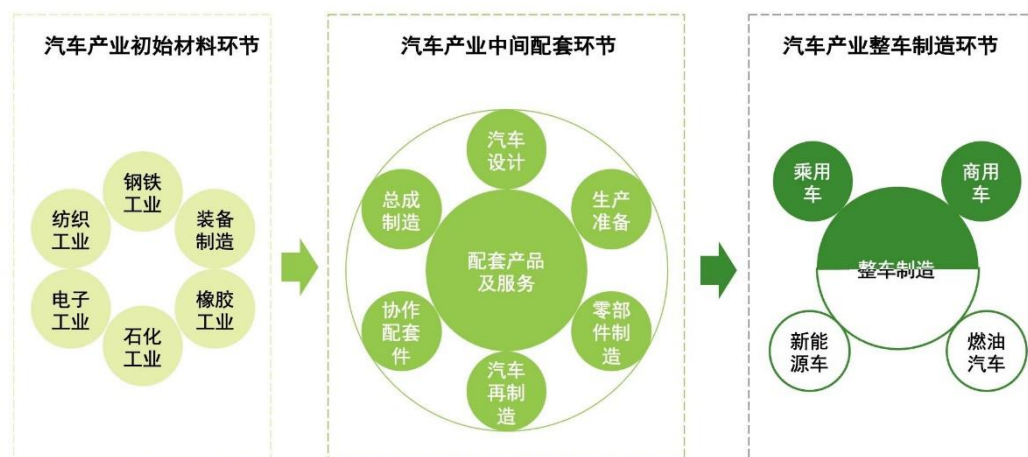 汽车产业初始材料环节
钢铁
工业
纺织
工业
装备
制造
电子
工业
橡胶
工业
石化
工业
汽车产业中间配套环节
汽车
设计
总成
制造
生产
准备
配套产品
及服务
协作
配套
件
零部
件制
造
汽车
再制
造
汽车产业整车制造环节
乘用
车
商用
车
整车制造
新能
源车
燃油
汽车